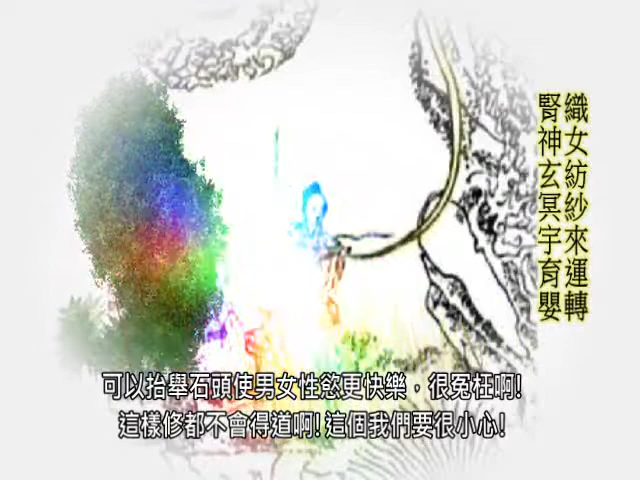 織女紡紗來運轉
腎神玄冥字育嬰
可以抬舉石頭使男女性慾更快樂，很冤枉啊!
這樣修都不會得道啊!這個我們要很小心!